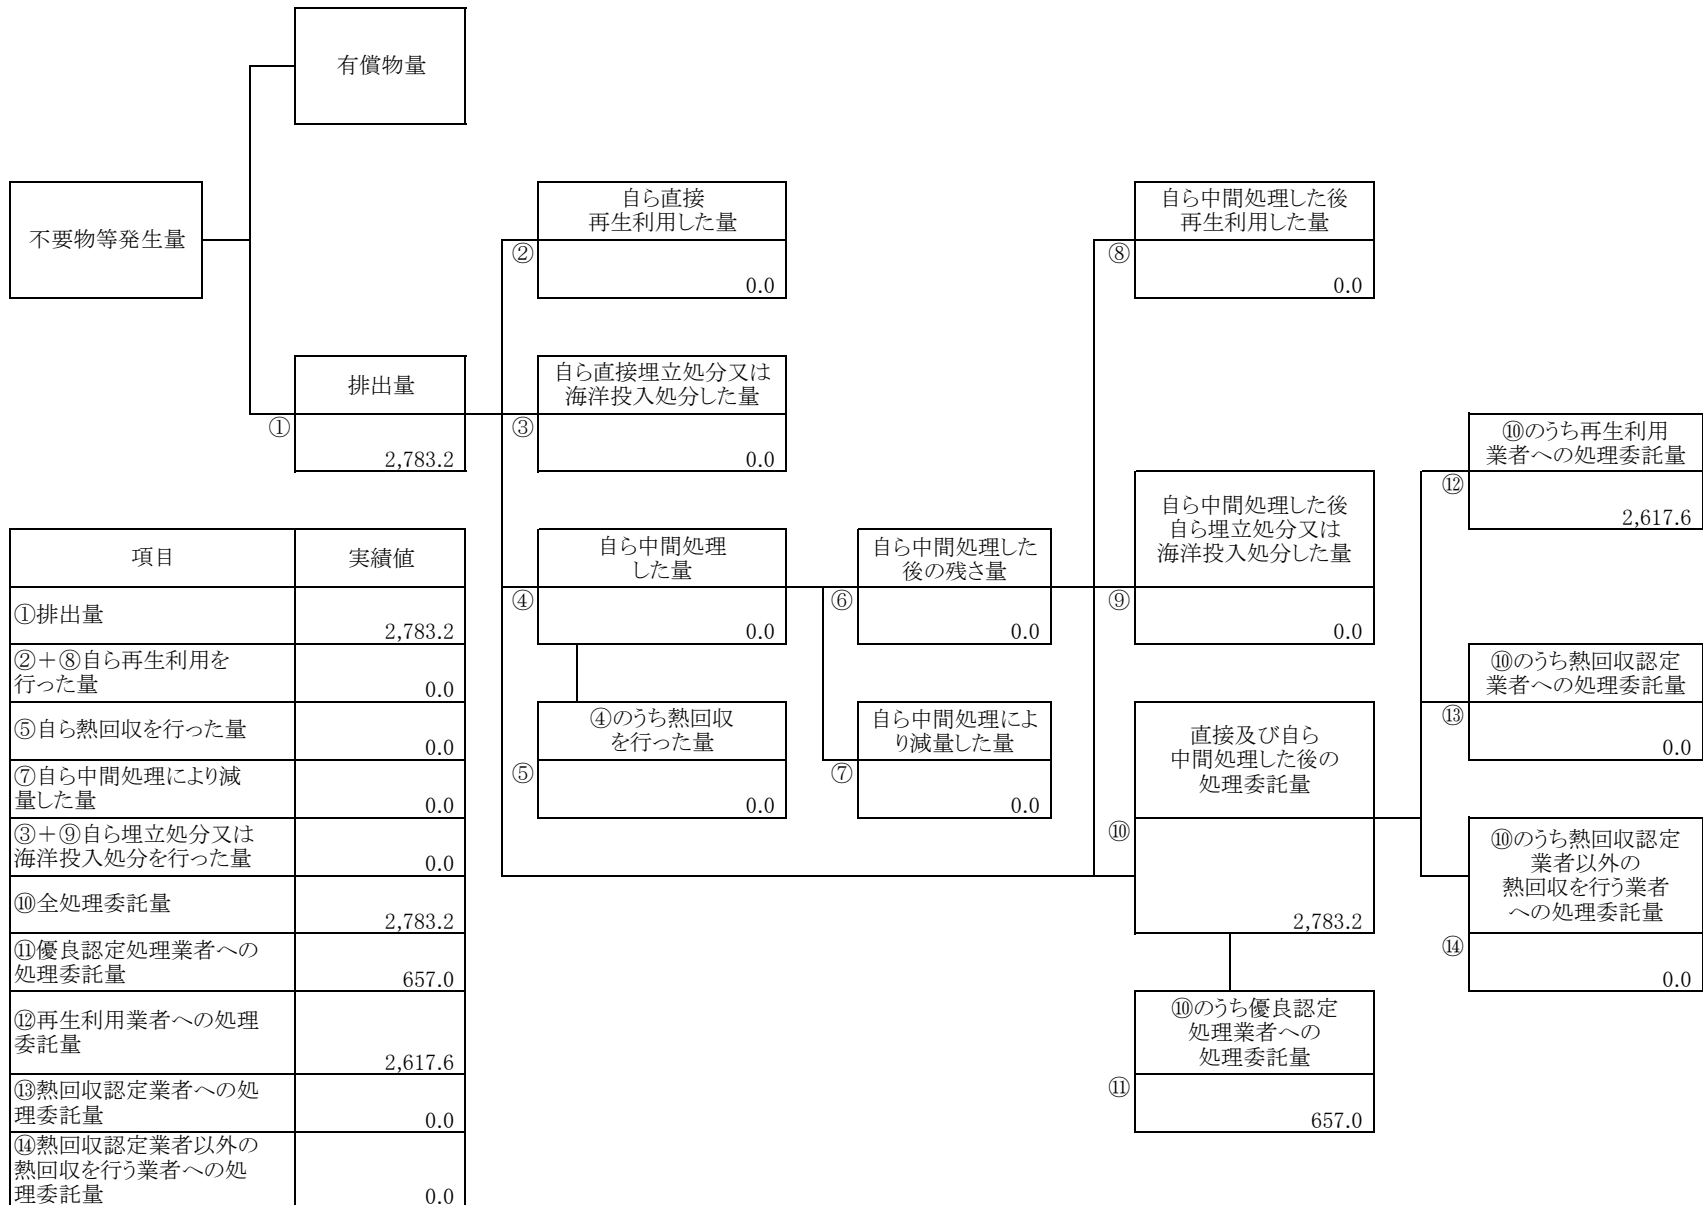 有償物量
不要物等発生量
自ら直接
再生利用した量
②
0.0
自ら中間処理した後
再生利用した量
⑧
0.0
排出量
①
2,783.2
自ら直接埋立処分又は
海洋投入処分した量
③
0.0
⑩のうち再生利用
業者への処理委託量
⑫
2,617.6
自ら中間処理
した量
④
0.0
自ら中間処理した
後の残さ量
⑥
0.0
自ら中間処理した後
自ら埋立処分又は
海洋投入処分した量
⑨
0.0
⑩のうち熱回収認定
業者への処理委託量
⑬
0.0
④のうち熱回収
を行った量
⑤
0.0
自ら中間処理によ
り減量した量
⑦
0.0
直接及び自ら
中間処理した後の
処理委託量
⑩
2,783.2
⑩のうち熱回収認定
業者以外の
熱回収を行う業者
への処理委託量
⑭
0.0
⑩のうち優良認定
処理業者への
処理委託量
⑪
657.0
項目 実績値
①排出量
2,783.2
②+⑧自ら再生利用を
行った量 0.0
⑤自ら熱回収を行った量
0.0
⑦自ら中間処理により減
量した量 0.0
③+⑨自ら埋立処分又は
海洋投入処分を行った量 0.0
⑩全処理委託量
2,783.2
⑪優良認定処理業者への
処理委託量 657.0
⑫再生利用業者への処理
委託量
2,617.6
⑬熱回収認定業者への処
理委託量 0.0
⑭熱回収認定業者以外の
熱回収を行う業者への処
理委託量 0.0